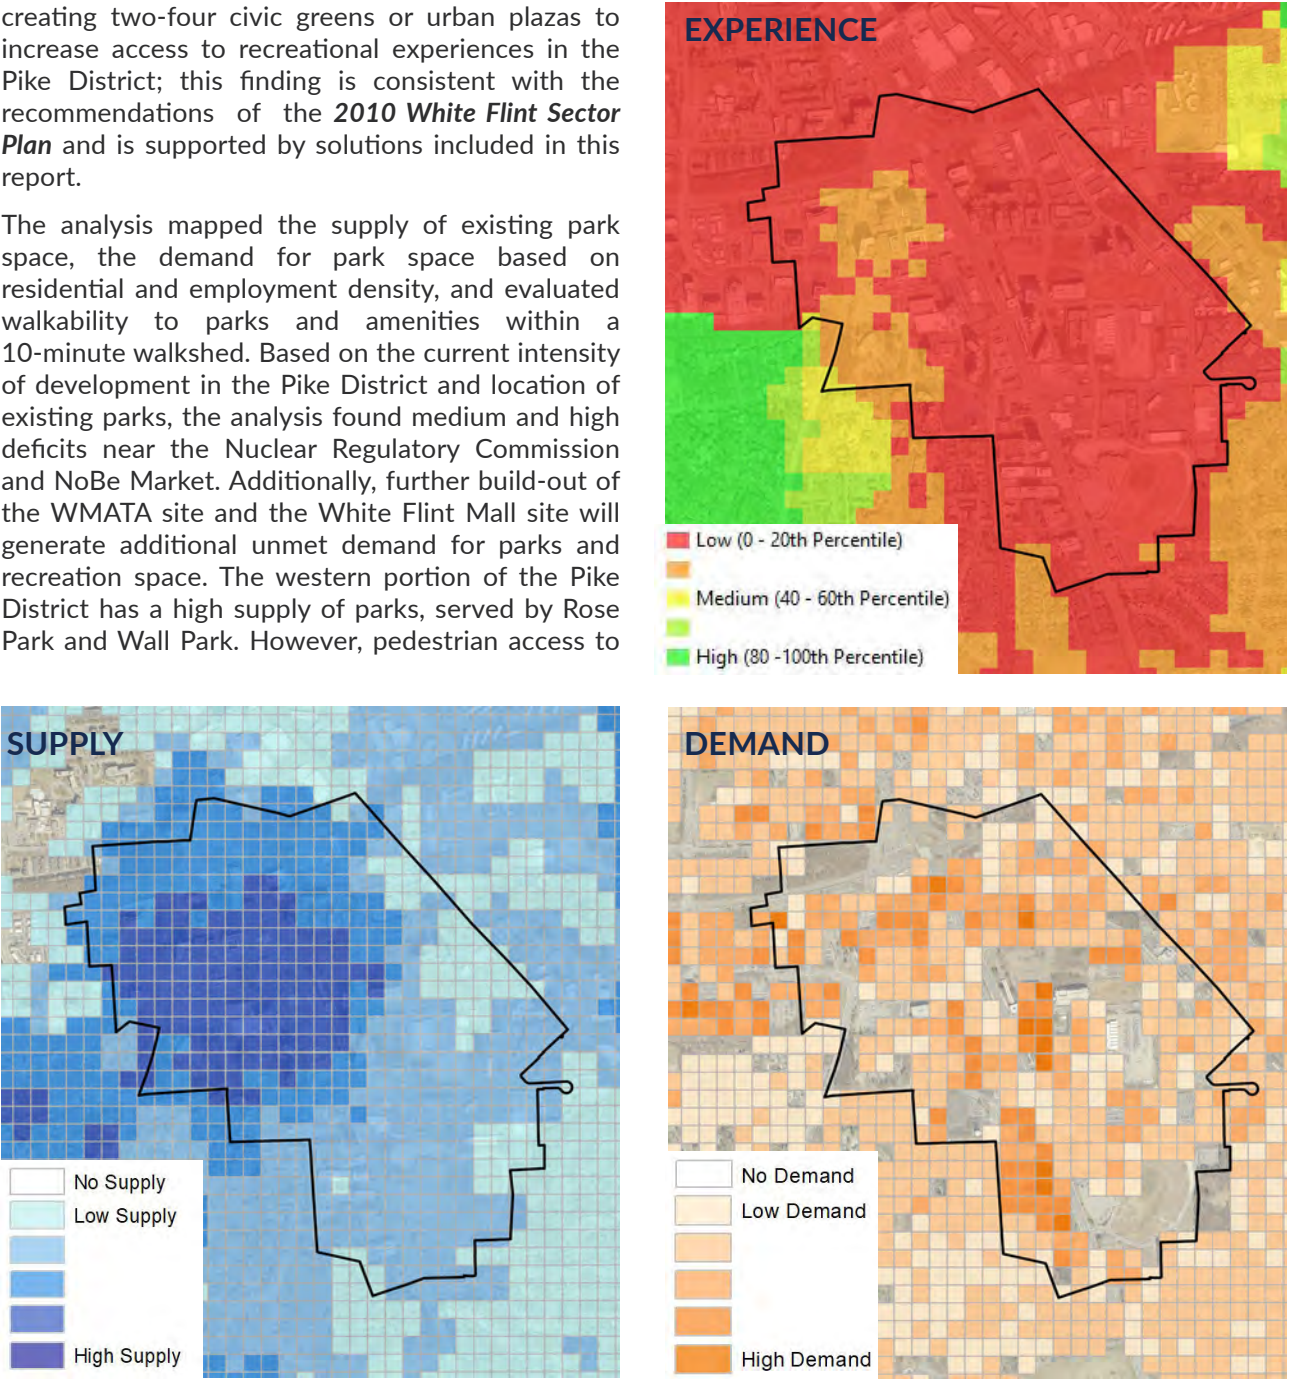 creating two-four civic greens or urban plazas to
increase access to recreational experiences in the
Pike District; this finding is consistent with the
recommendations of the 2010 White Flint Sector
Plan and is supported by solutions included in this
report.
The analysis mapped the supply of existing park
space, the demand for park space based on
residential and employment density, and evaluated
walkability to parks and amenities within a
10-minute walkshed. Based on the current intensity
of development in the Pike District and location of
existing parks, the analysis found medium and high
deficits near the Nuclear Regulatory Commission
and NoBe Market. Additionally, further build-out of
the WMATA site and the White Flint Mall site will
generate additional unmet demand for parks and
recreation space. The western portion of the Pike
District has a high supply of parks, served by Rose
Park and Wall Park. However, pedestrian access to
EXPERIENCE
Low (0 - 20th Percentile)
Medium (40 - 60th Percentile)
High (80 -100th Percentile)
SUPPLY
No Supply
Low Supply
High Supply
DEMAND
No Demand
Low Demand
High Demand